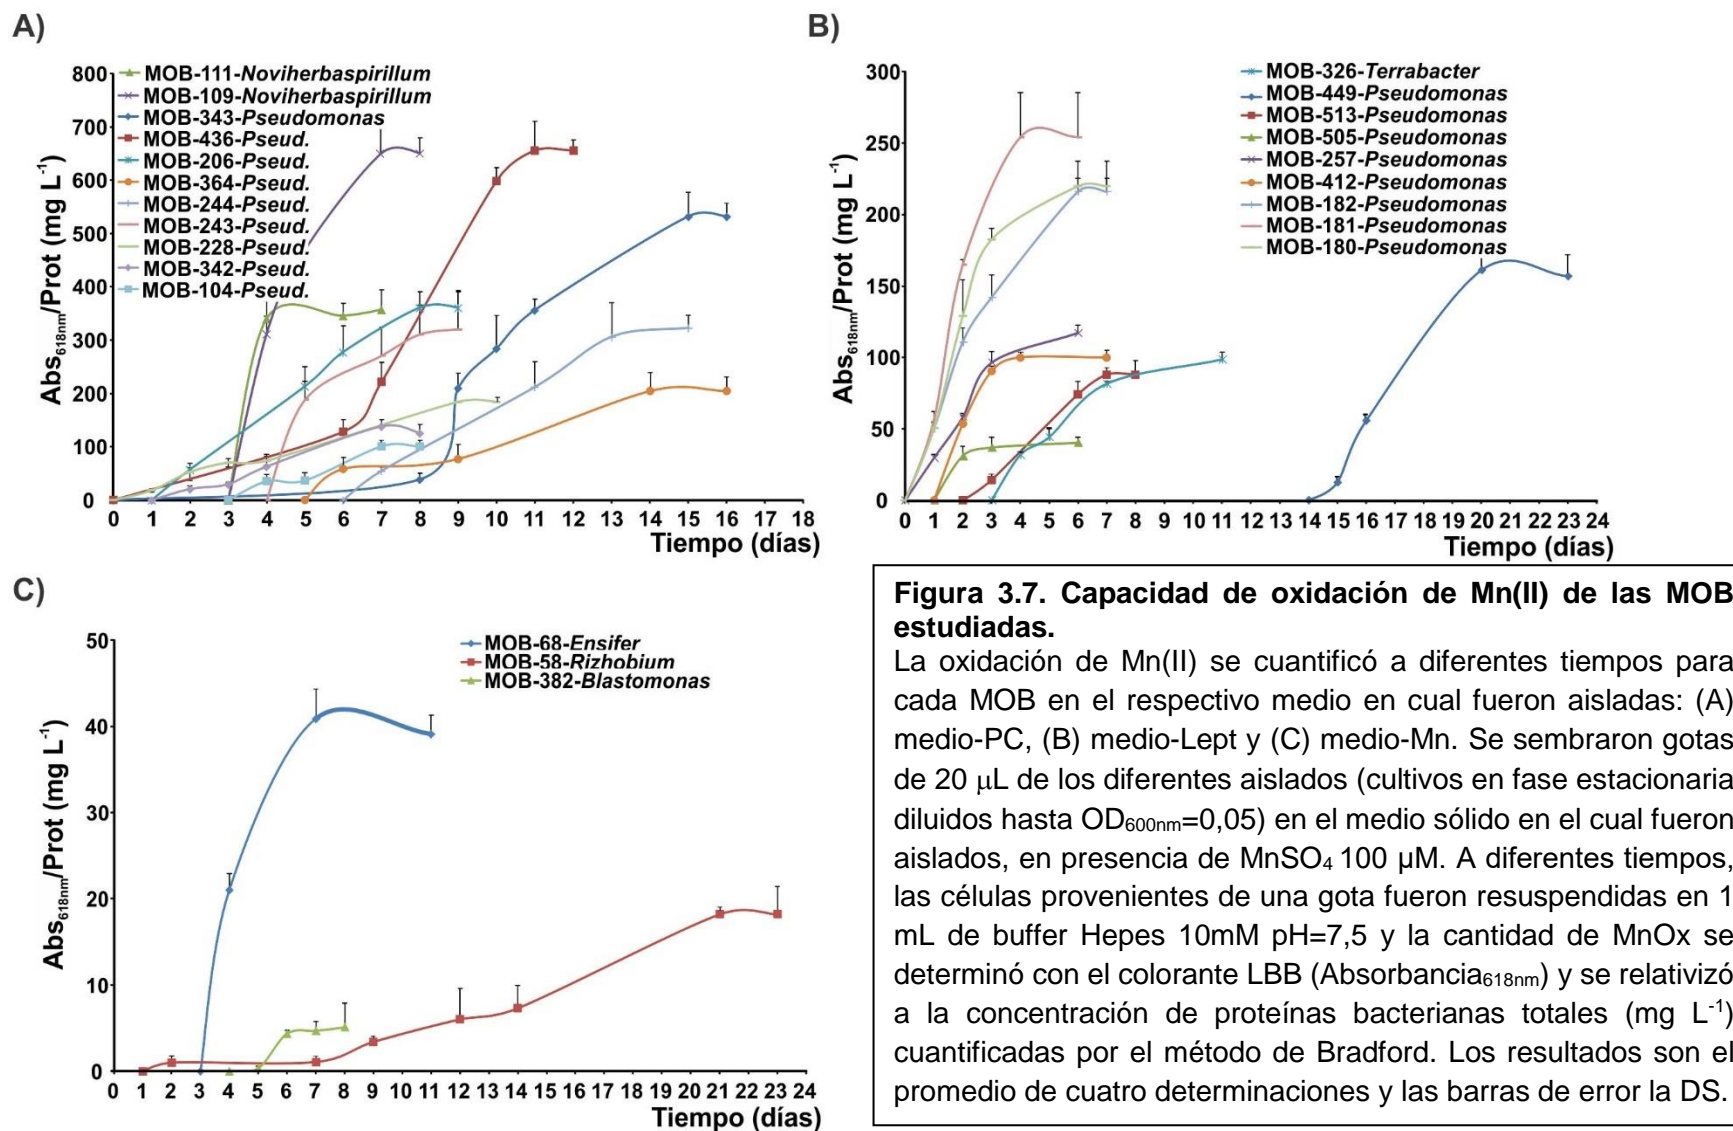 A)
Abs618nm/Prot (mg L-1)
800
700
600
500
400
300
200
100
0
MOB-111-Noviherbaspirillum
MOB-109-Noviherbaspirillum
MOB-343-Pseudomonas
MOB-436-Pseud.
MOB-206-Pseud.
MOB-364-Pseud.
MOB-244-Pseud.
MOB-243-Pseud.
MOB-228-Pseud.
MOB-342-Pseud.
MOB-104-Pseud.
0 1 2 3 4 5 6 7 8 9 10 11 12 13 14 15 16 17 18
Tiempo (días)
B)
Abs618nm/Prot (mg L-1)
300
250
200
150
100
50
0
MOB-326-Terrabacter
MOB-449-Pseudomonas
MOB-513-Pseudomonas
MOB-505-Pseudomonas
MOB-257-Pseudomonas
MOB-412-Pseudomonas
MOB-182-Pseudomonas
MOB-181-Pseudomonas
MOB-180-Pseudomonas
0 1 2 3 4 5 6 7 8 9 10 11 12 13 14 15 16 17 18 19 20 21 22 23 24
Tiempo (días)
C)
Abs618nm/Prot (mg L-1)
50
40
30
20
10
0
MOB-68-Ensifer
MOB-58-Rizhobium
MOB-382-Blastomonas
0 1 2 3 4 5 6 7 8 9 10 11 12 13 14 15 16 17 18 19 20 21 22 23 24
Tiempo (días)
Figura 3.7. Capacidad de oxidación de Mn(II) de las MOB
estudiadas.
La oxidación de Mn(II) se cuantificó a diferentes tiempos para
cada MOB en el respectivo medio en cual fueron aisladas: (A)
medio-PC, (B) medio-Lept y (C) medio-Mn. Se sembraron gotas
de 20 μL de los diferentes aislados (cultivos en fase estacionaria
diluidos hasta OD600nm=0,05) en el medio sólido en el cual fueron
aislados, en presencia de MnSO4 100 µM. A diferentes tiempos,
las células provenientes de una gota fueron resuspendidas en 1
mL de buffer Hepes 10mM pH=7,5 y la cantidad de MnOx se
determinó con el colorante LBB (Absorbancia618nm) y se relativizó
a la concentración de proteínas bacterianas totales (mg L-1)
cuantificadas por el método de Bradford. Los resultados son el
promedio de cuatro determinaciones y las barras de error la DS.